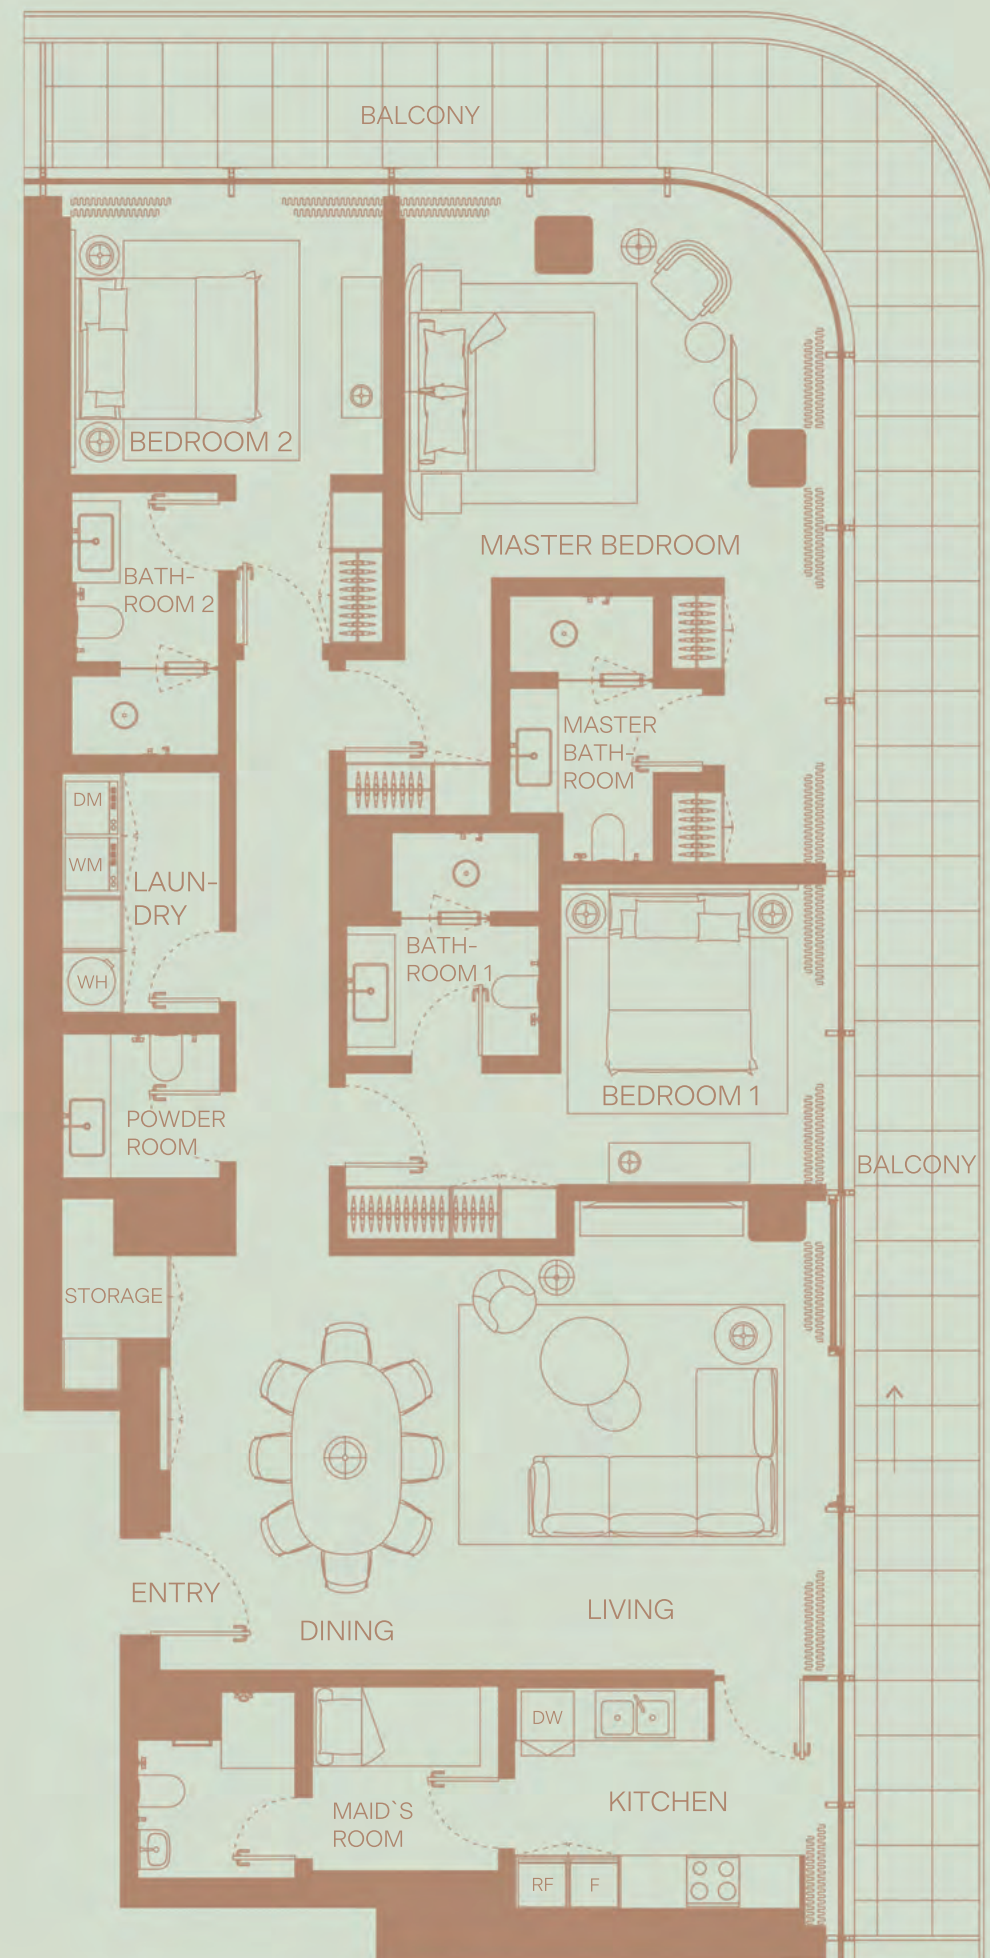 BALCONY
BEDROOM 2
MASTER BEDROOM
BATH-
ROOM 2
MASTER
BATH-
ROOM
DM
WM
LAUN-
DRY
WH
BATH-
ROOM 1
BEDROOM 1
POWDER
ROOM
BALCONY
STORAGE
ENTRY
DINING
LIVING
DW
KITCHEN
MAID`S
ROOM
RF
F